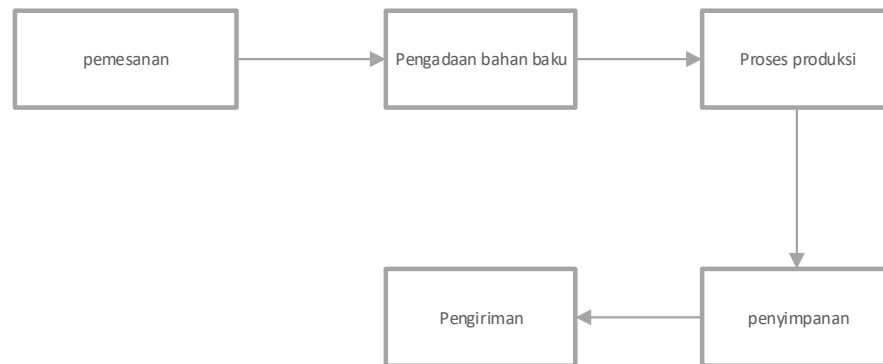 pemesanan
Pengadaan bahan baku
Proses produksi
Pengiriman
penyimpanan